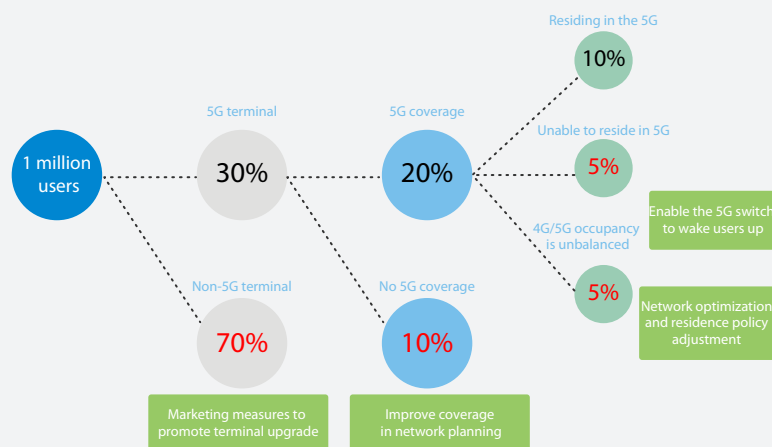 Residing in the 5G
10%
5G terminal
5G coverage
Unable to reside in 5G
1 million
users
30%
20%
5%
Enable the 5G switch
to wake users up
4G/5G occupancy
is unbalanced
Non-5G terminal
No 5G coverage
5%
Network optimization
and residence policy
adjustment
70%
10%
Marketing measures to
promote terminal upgrade
Improve coverage
in network planning